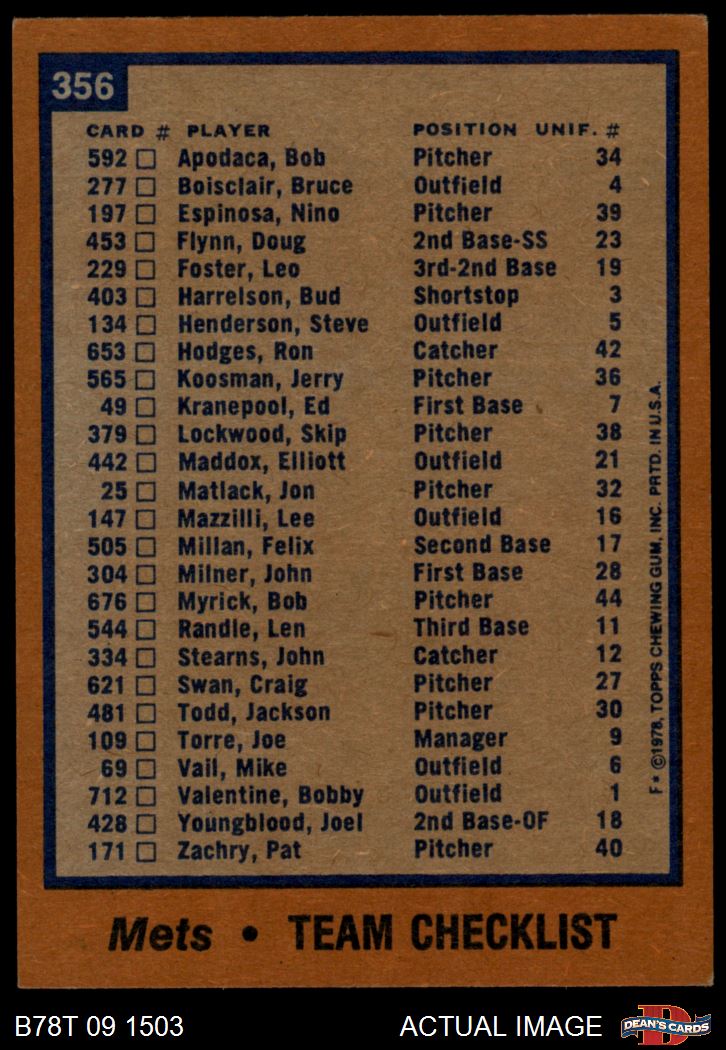 356
CARD # PLAYER POSITION UNIF. #
592 Apodaca, Bob Pitcher 34
277 Boisclair, Bruce Outfield 4
197 Espinosa, Nino Pitcher 39
453 Flynn, Doug 2nd Base-SS 23
229 Foster, Leo 3rd-2nd Base 19
403 Harrelson, Bud Shortstop 3
134 Henderson, Steve Outfield 5
653 Hodges, Ron Catcher 42
565 Koosman, Jerry Pitcher 36
49 Kranepool, Ed First Base 7
379 Lockwood, Skip Pitcher 38
442 Maddox, Elliott Outfield 21
25 Matlack, Jon Pitcher 32
147 Mazzilli, Lee Outfield 16
505 Millan, Felix Second Base 17
304 Milner, John First Base 28
676 Myrick, Bob Pitcher 44
544 Randle, Len Third Base 11
334 Stearns, John Catcher 12
621 Swan, Craig Pitcher 27
481 Todd, Jackson Pitcher 30
109 Torre, Joe Manager 9
69 Vail, Mike Outfield 6
712 Valentine, Bobby Outfield 1
428 Youngblood, Joel 2nd Base-OF 18
171 Zachry, Pat Pitcher 40
F* ©1978, TOPPS CHEWING GUM, INC. PRTD. IN U.S.A.
Mets • TEAM CHECKLIST
B78T 09 1503 ACTUAL IMAGE
D
DEAN'S CARDS